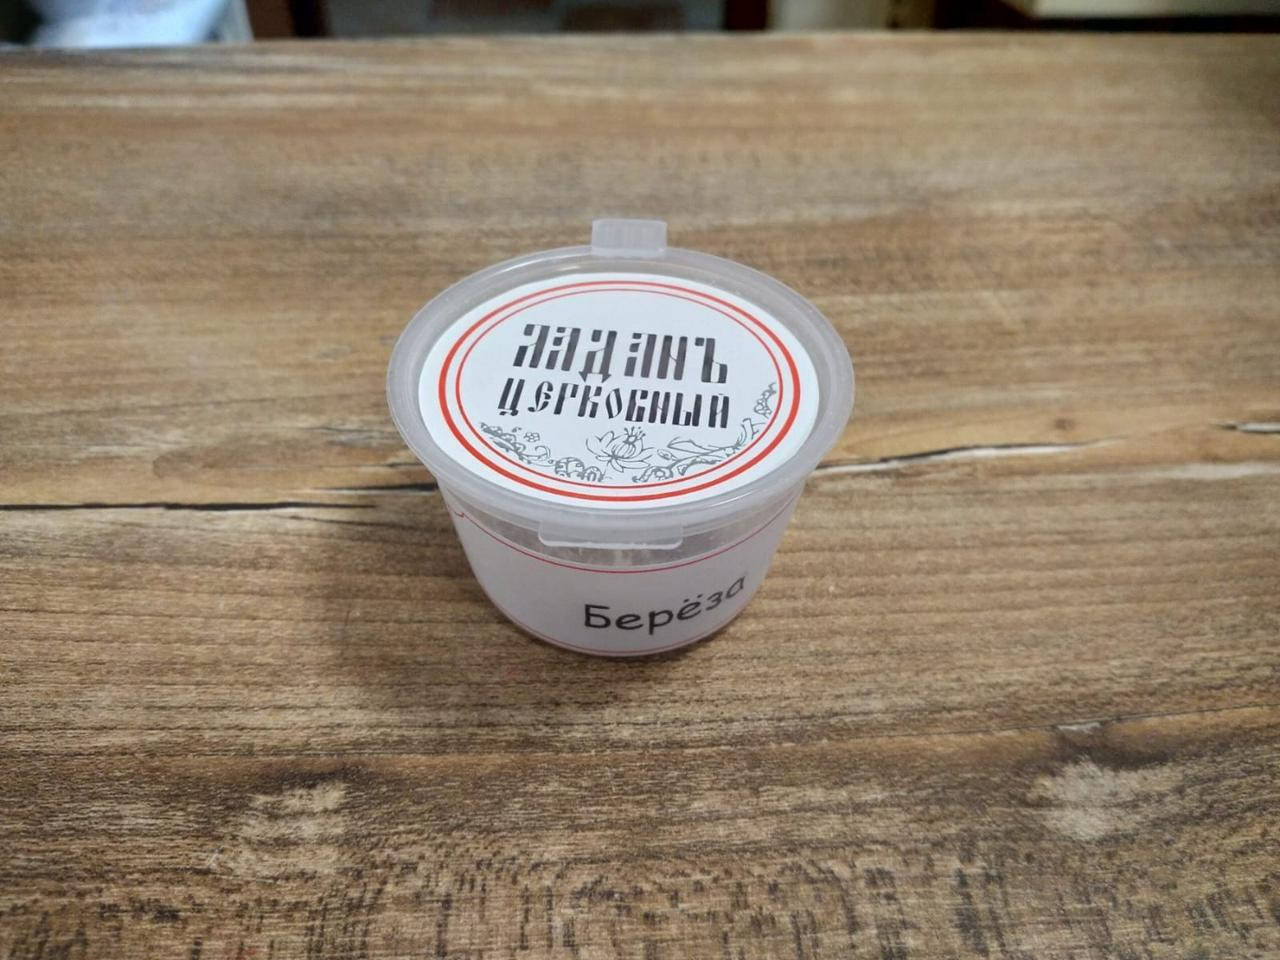 ладанъ
церковный
Берёза